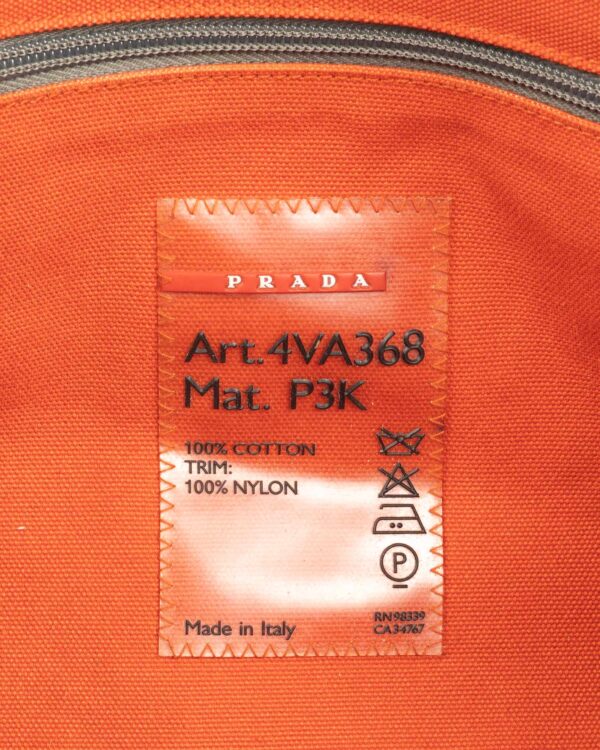 PRADA
Art. 4VA368
Mat. P3K
100% COTTON
TRIM:
100% NYLON
P
Made in Italy
RN 98339
CA 34767